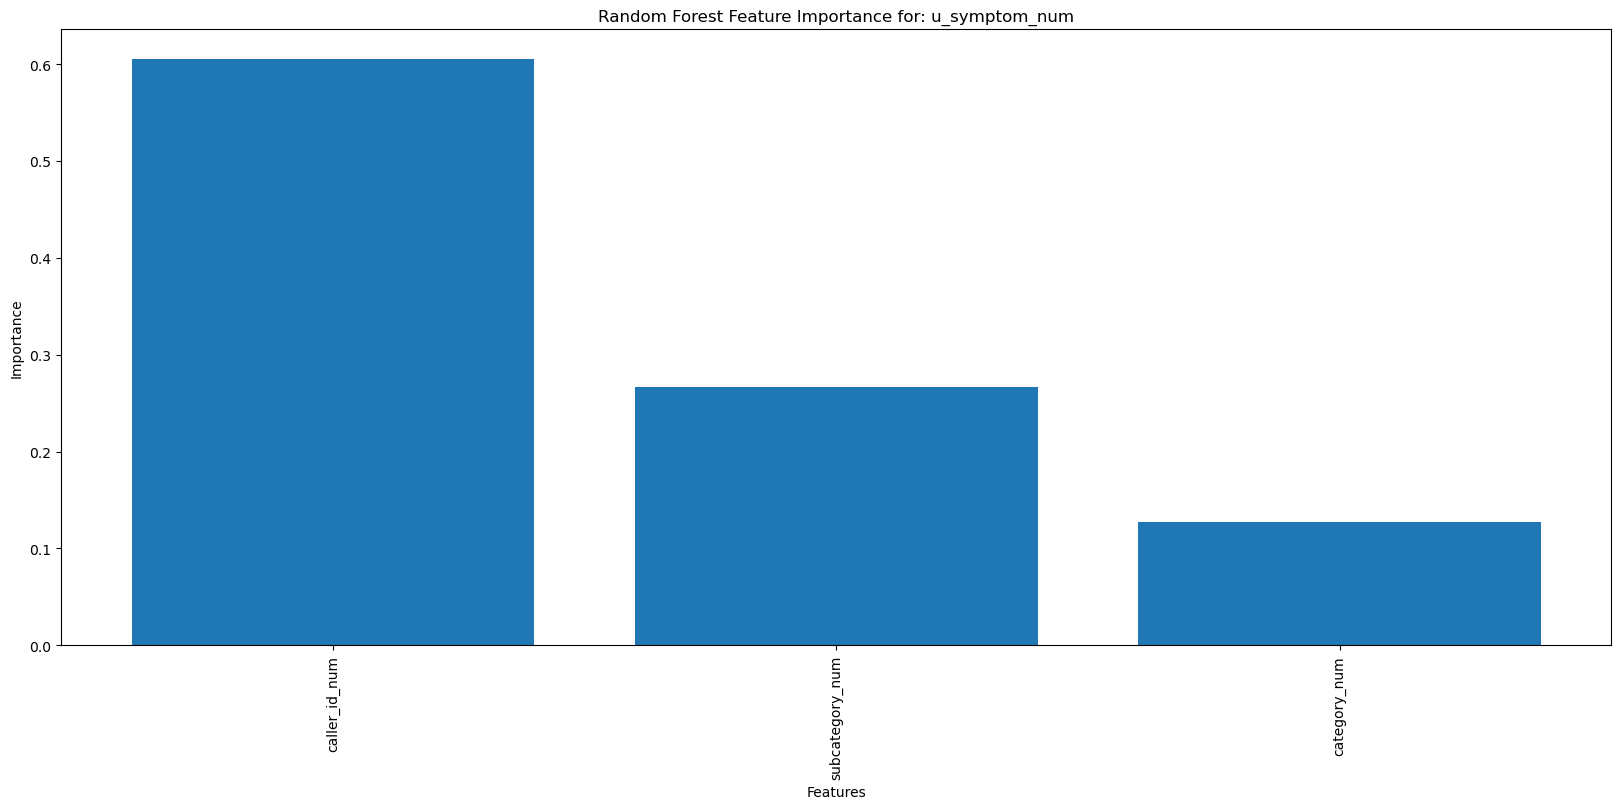 Random Forest Feature Importance for: u_symptom_num
0.6
0.5
0.4
0.3
0.2
0.1
0.0
Importance
caller_id_num
subcategory_num
category_num
Features